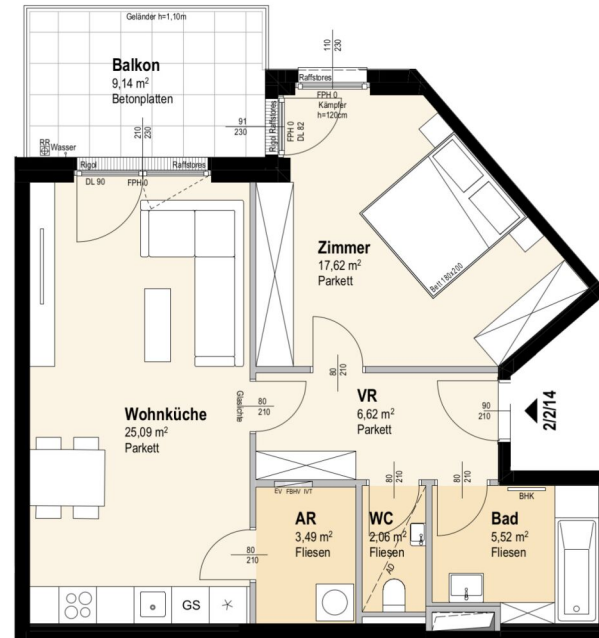 Geländer h=1,10m
Balkon
9,14 m²
Betonplatten
110
230
Raffstores
FPH 0
Kämpfer
h=120cm
91
230
Rigol Raffstores
FPH 0
DL 82
210
230
RR
Wasser
Rigol
Raffstores
DL 90
FPH 0
Zimmer
17,62 m²
Parkett
Bett 180x200
80
210
Wohnküche
25,09 m²
Parkett
Glaslichte
80
210
VR
6,62 m²
Parkett
90
210
2/2/14
80
210
80
210
EV FBHV IVT
BHK
AR
3,49 m²
Fliesen
WC
2,06 m²
Fliesen
AD
Bad
5,52 m²
Fliesen
80
210
GS